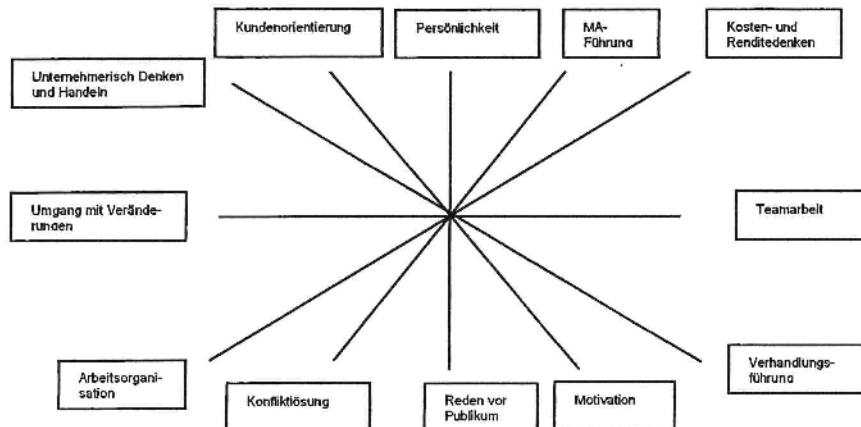 Kundenorientierung
Persönlichkeit
MA-
Führung
Kosten- und
Renditedenken
Unternehmerisch Denken
und Handeln
Umgang mit Verände-
rungen
Teamarbeit
Arbeitsorgani-
sation
Konfliktlösung
Reden vor
Publikum
Motivation
Verhandlungs-
führung